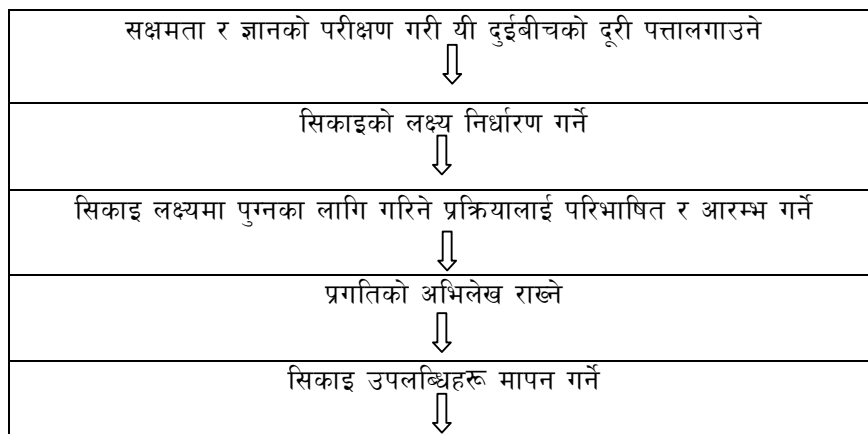 सक्षमता र ज्ञानको परीक्षण गरी यी दुईबीचको दूरी पत्तालगाउने
सिकाइको लक्ष्य निर्धारण गर्ने
सिकाइ लक्ष्यमा पुग्नका लागि गरिने प्रक्रियालाई परिभाषित र आरम्भ गर्ने
प्रगतिको अभिलेख राख्ने
सिकाइ उपलब्धिहरू मापन गर्ने